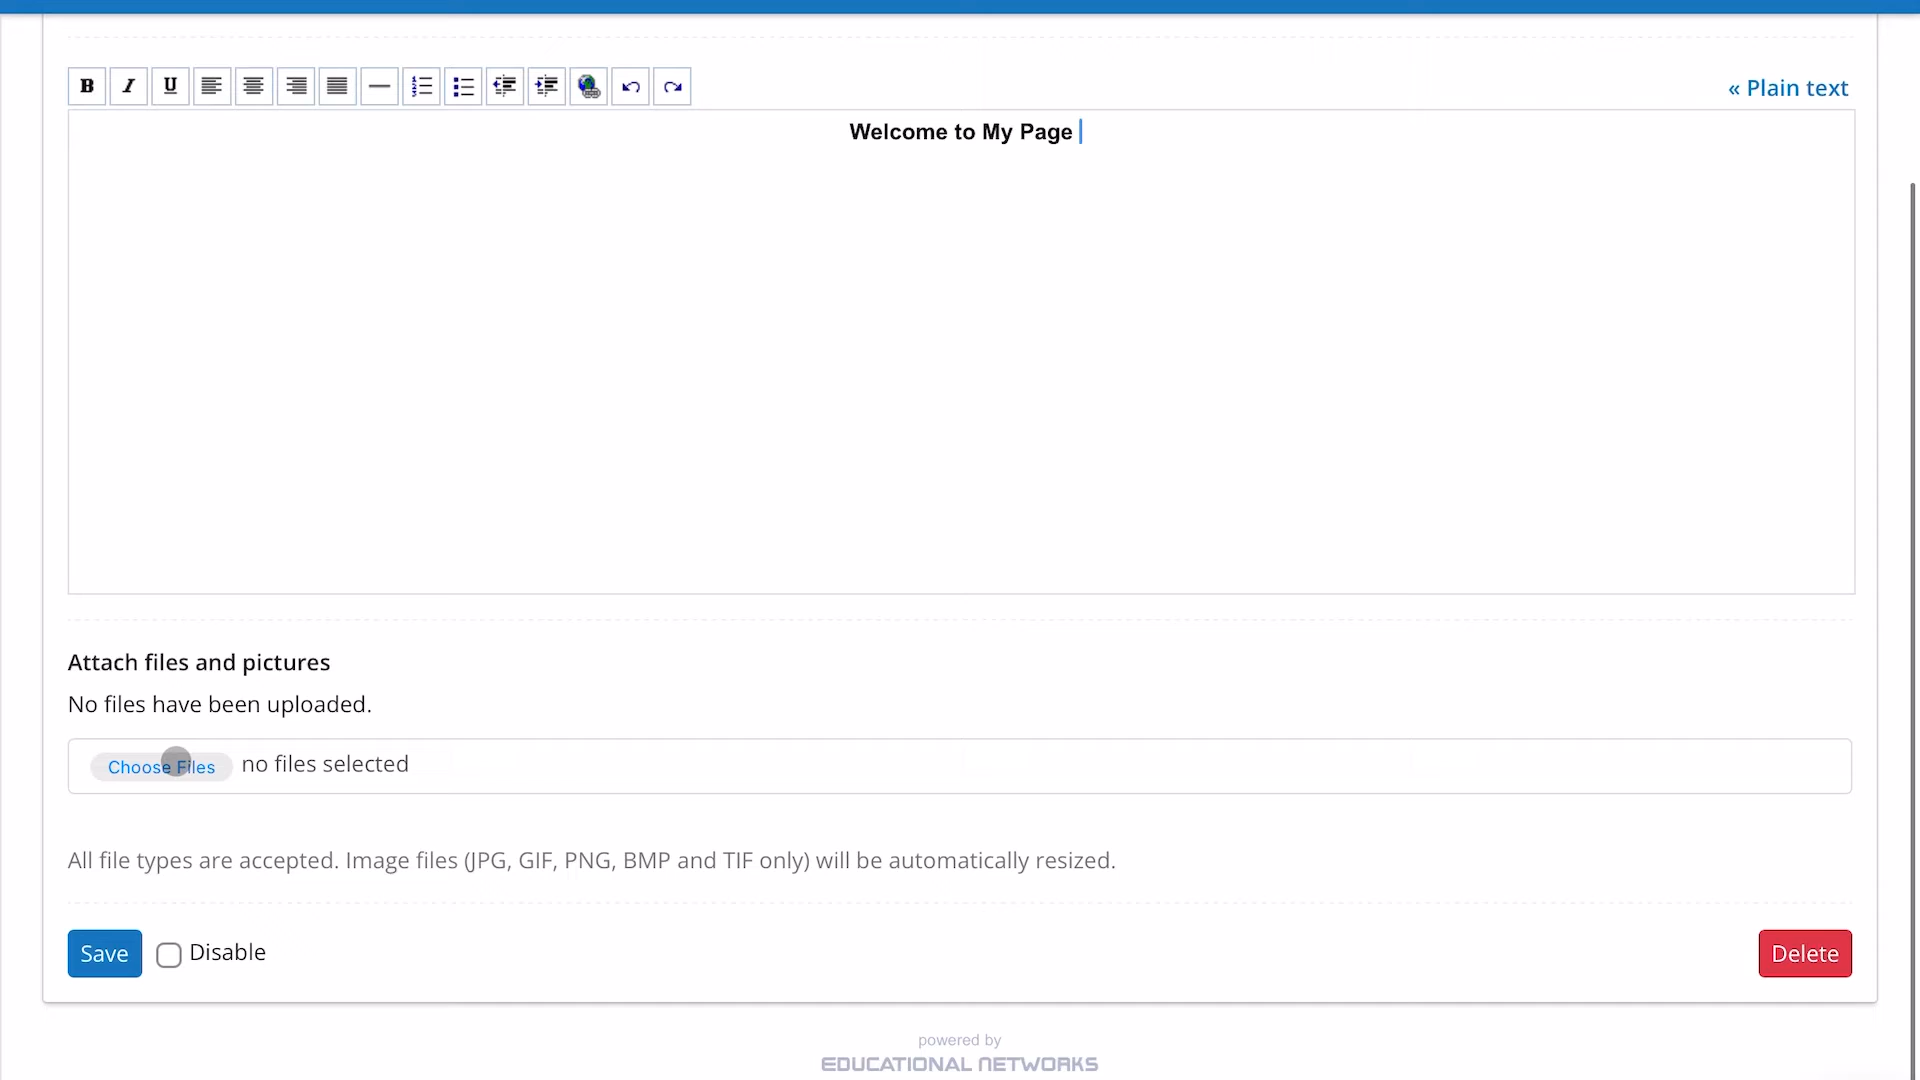 B I U
« Plain text
Welcome to My Page
Attach files and pictures
No files have been uploaded.
Choose Files no files selected
All file types are accepted. Image files (JPG, GIF, PNG, BMP and TIF only) will be automatically resized.
Save Disable Delete
powered by
EDUCATIONAL NETWORKS